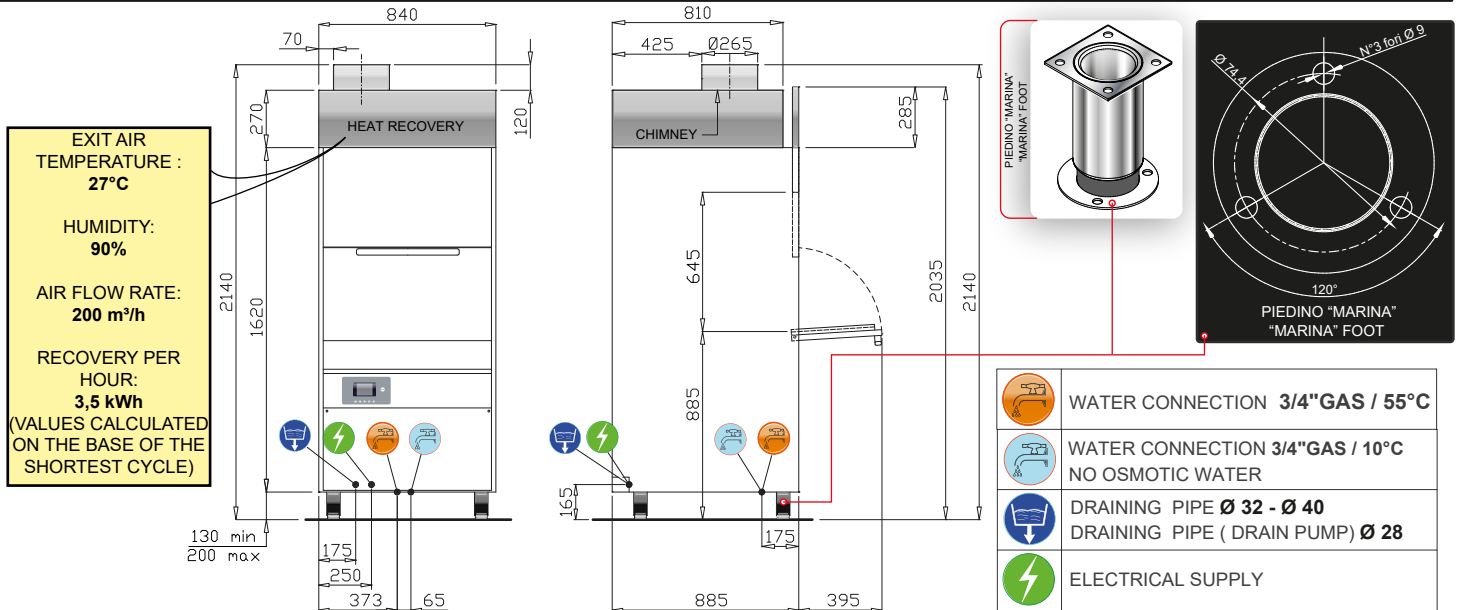 EXIT AIR
TEMPERATURE :
27°C
HUMIDITY:
90%
AIR FLOW RATE:
200 m³/h
RECOVERY PER
HOUR:
3,5 kWh
(VALUES CALCULATED
ON THE BASE OF THE
SHORTEST CYCLE)
840
70
120
270
HEAT RECOVERY
2140
1620
130 min
200 max
175
250
373
65
810
425
Ø265
CHIMNEY
285
645
885
2035
2140
165
175
885
395
PIEDINO “MARINA”
“MARINA” FOOT
N°3 fori Ø 9
Ø 74,4
120°
PIEDINO “MARINA”
“MARINA” FOOT
WATER CONNECTION 3/4"GAS / 55°C
WATER CONNECTION 3/4"GAS / 10°C
NO OSMOTIC WATER
DRAINING PIPE Ø 32 - Ø 40
DRAINING PIPE ( DRAIN PUMP) Ø 28
ELECTRICAL SUPPLY